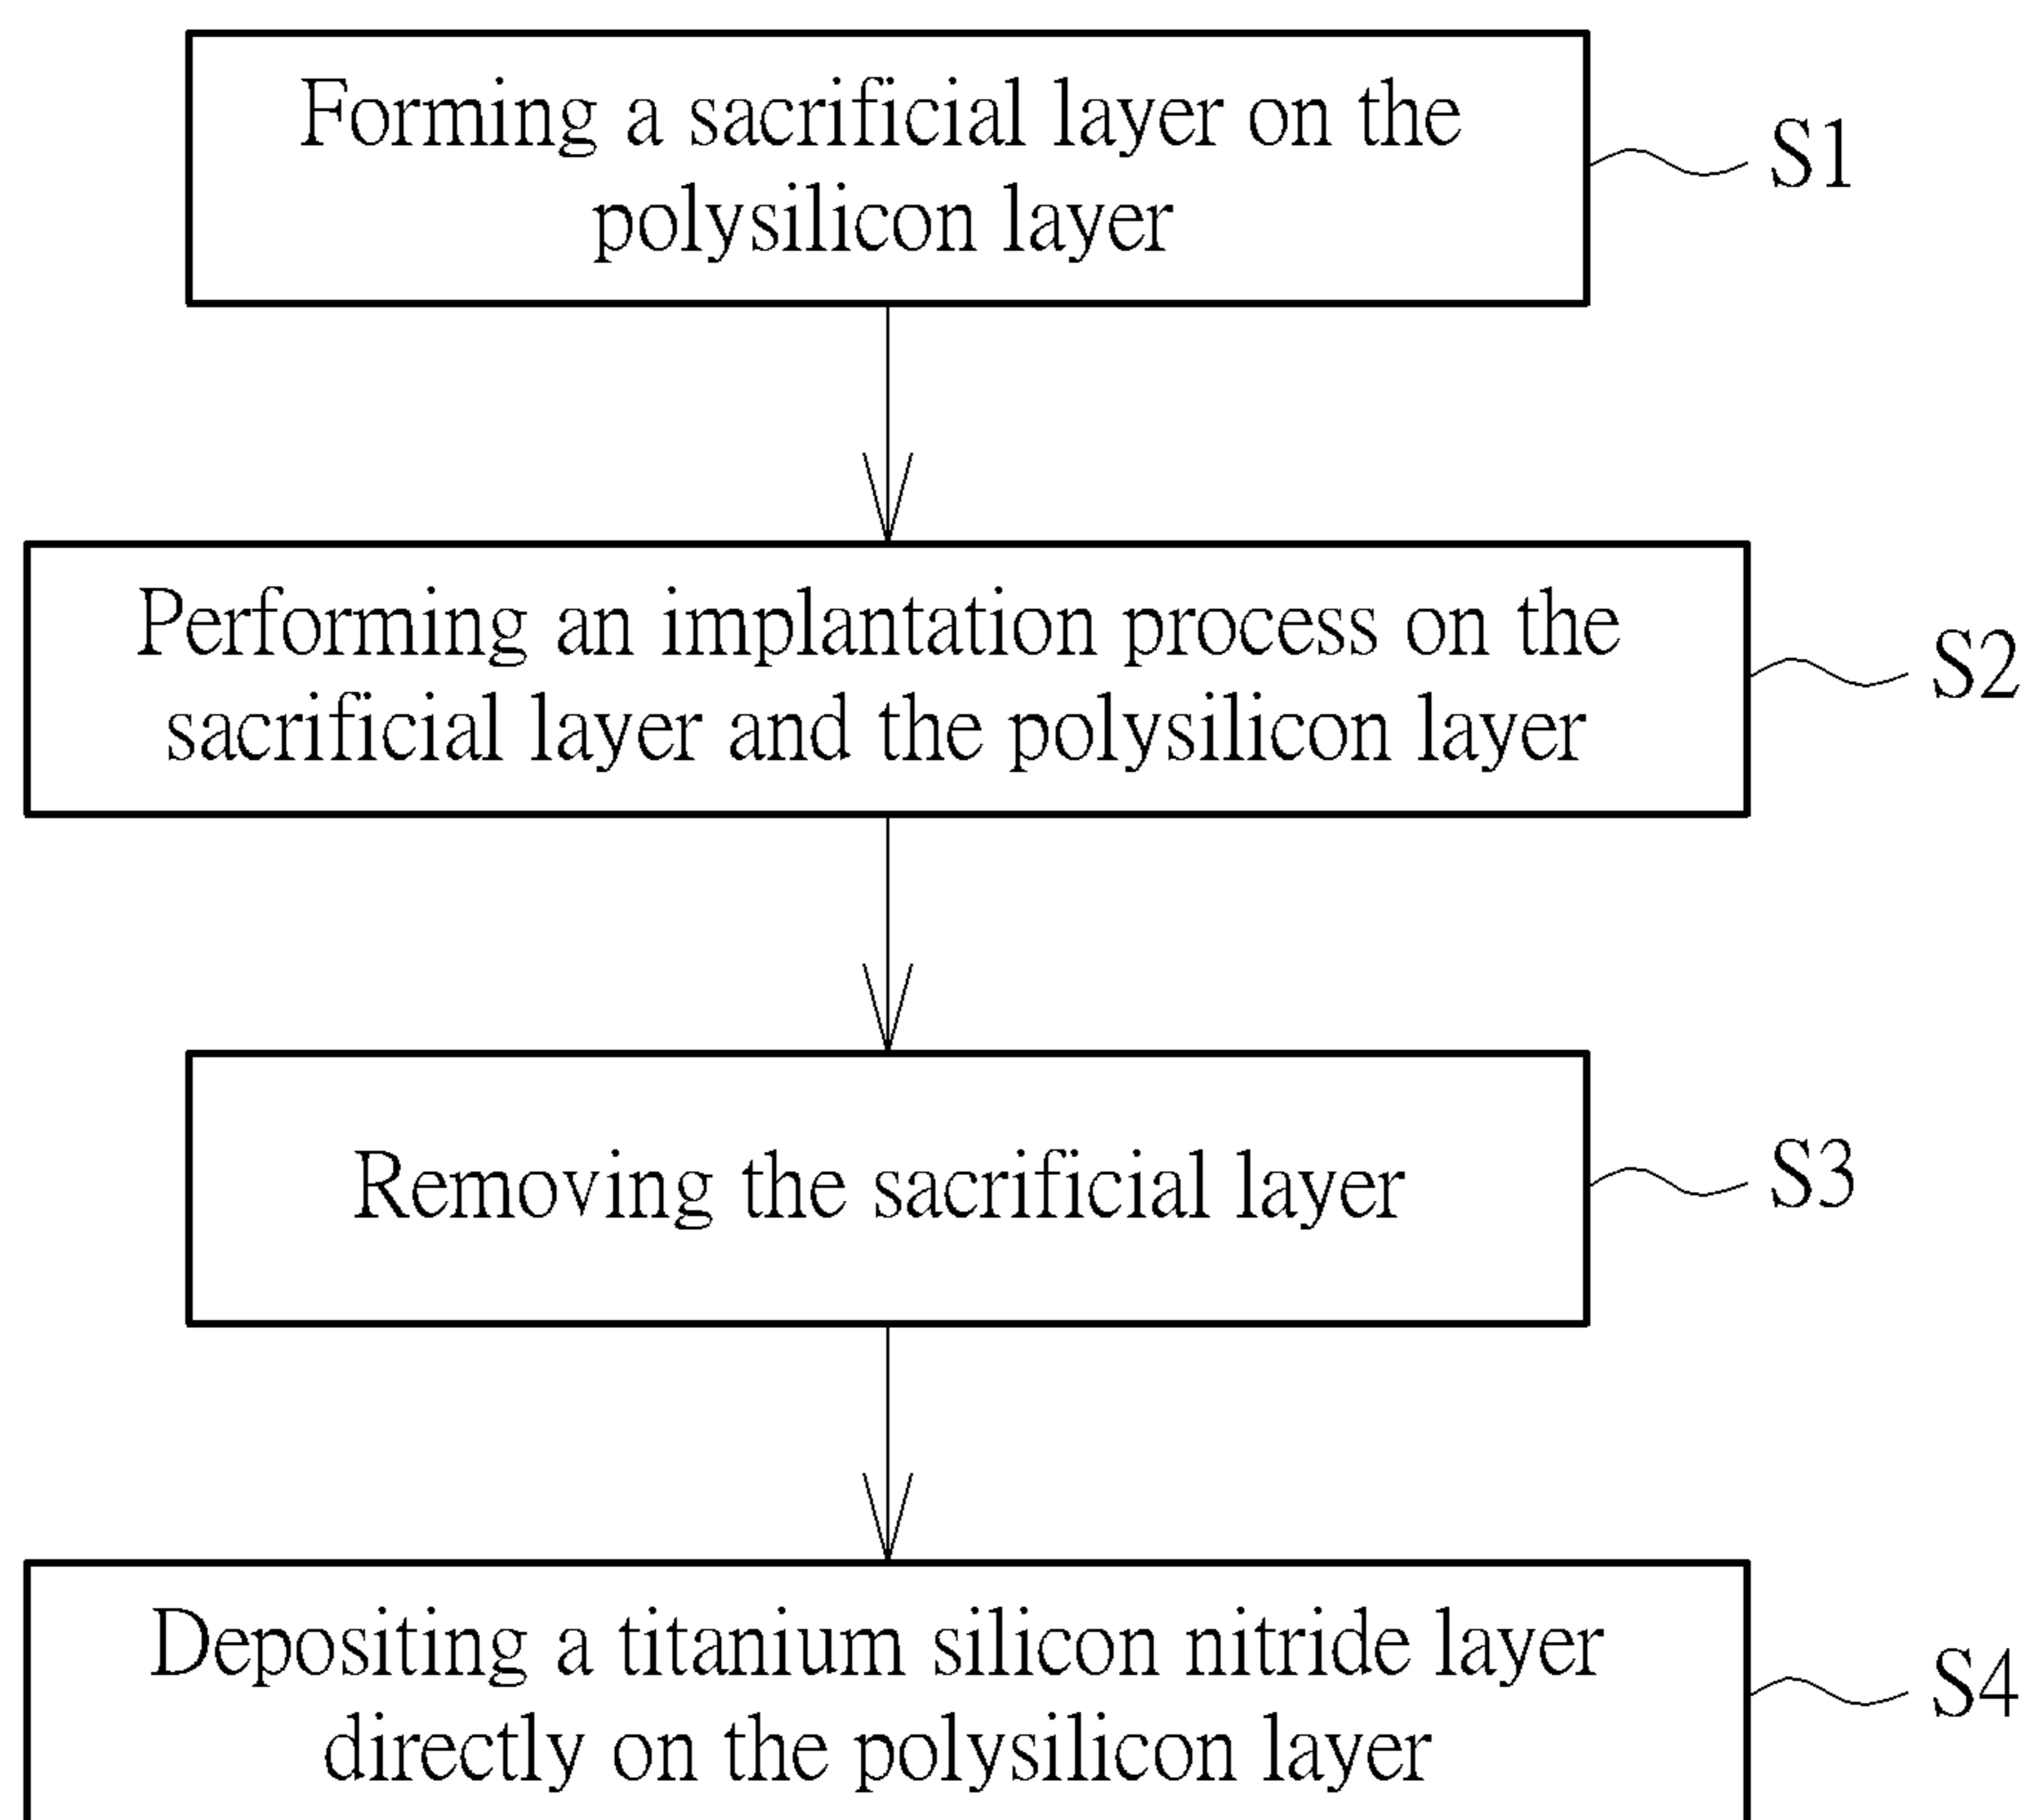 Forming a sacrificial layer on the
polysilicon layer
S1
Performing an implantation process on the
sacrificial layer and the polysilicon layer
S2
Removing the sacrificial layer
S3
Depositing a titanium silicon nitride layer
directly on the polysilicon layer
S4